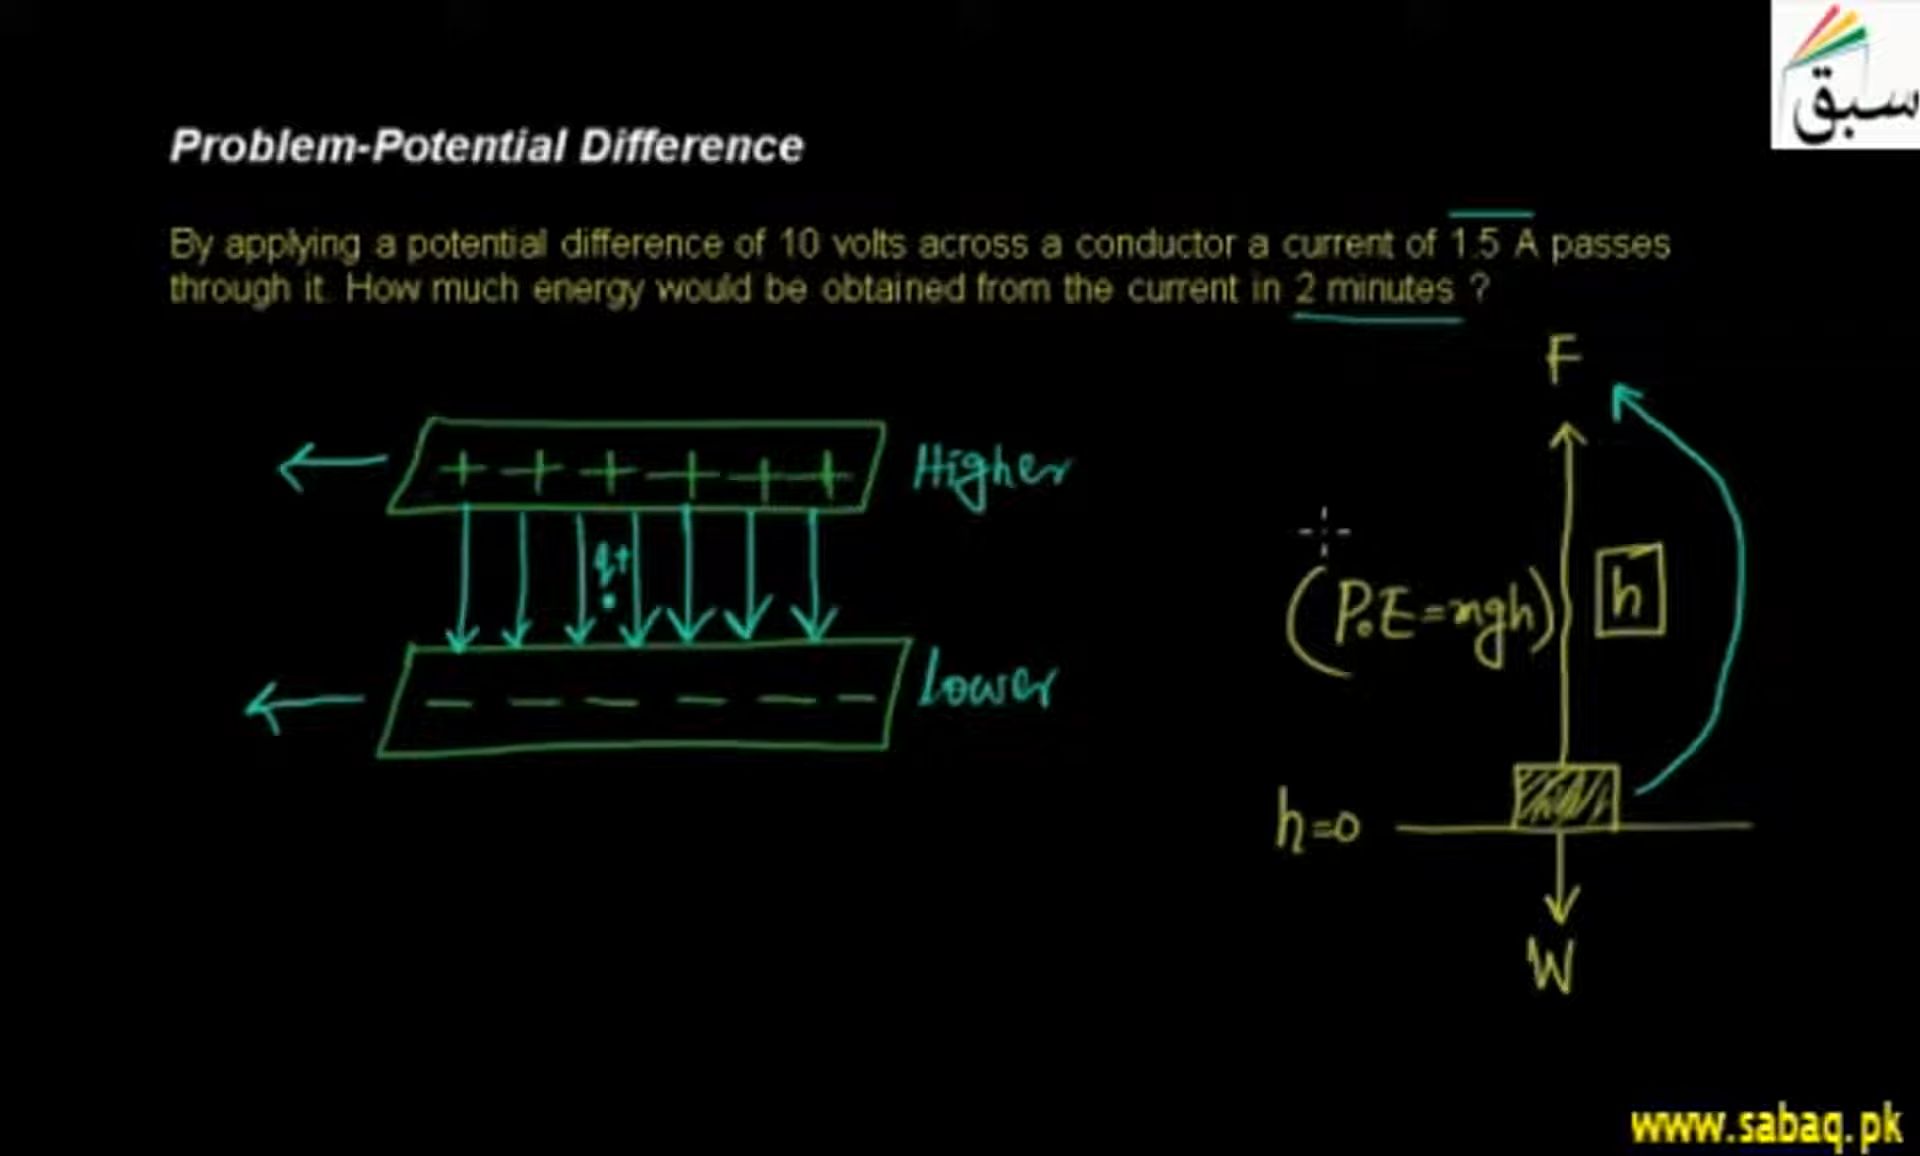 سبق
Problem-Potential Difference
By applying a potential difference of 10 volts across a conductor a current of 1.5 A passes
through it. How much energy would be obtained from the current in 2 minutes ?
F
+ + + + + +
Higher
q+
(P.E=mgh)
h
− − − − − −
Lower
h=0
W
www.sabaq.pk